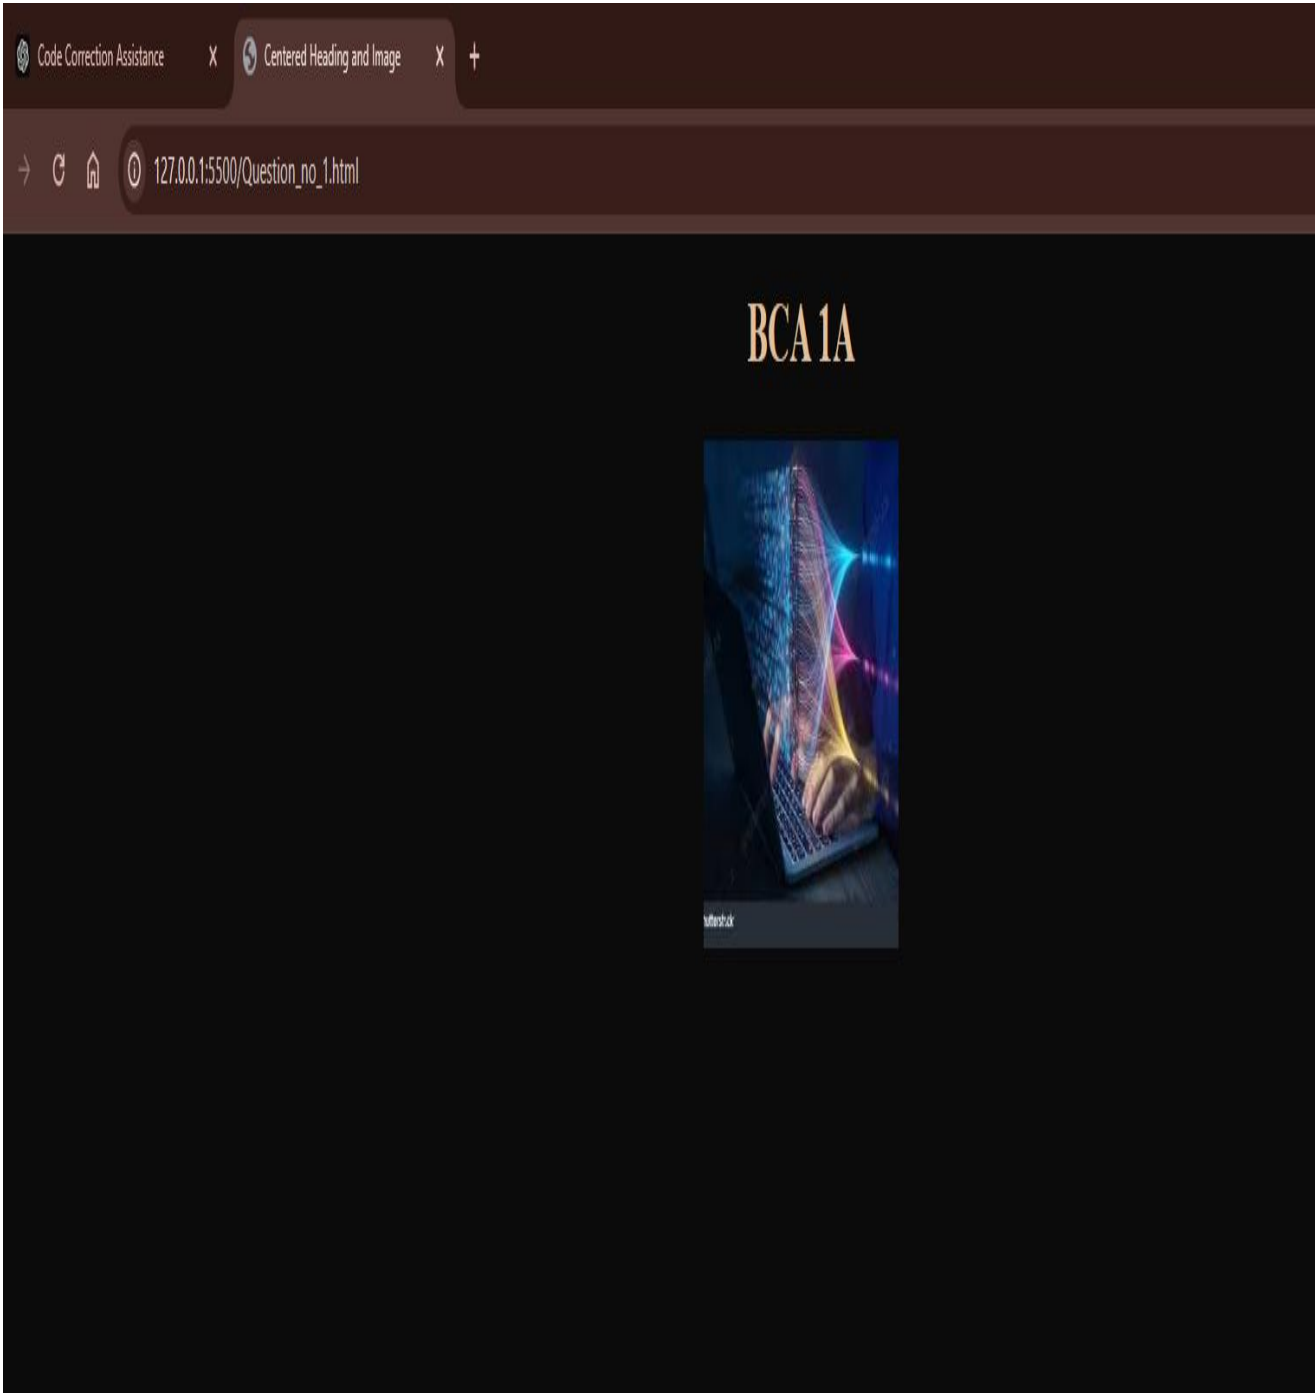 Code Correction Assistance
Centered Heading and Image
127.0.0.1:5500/Question_no_1.html
BCA 1A